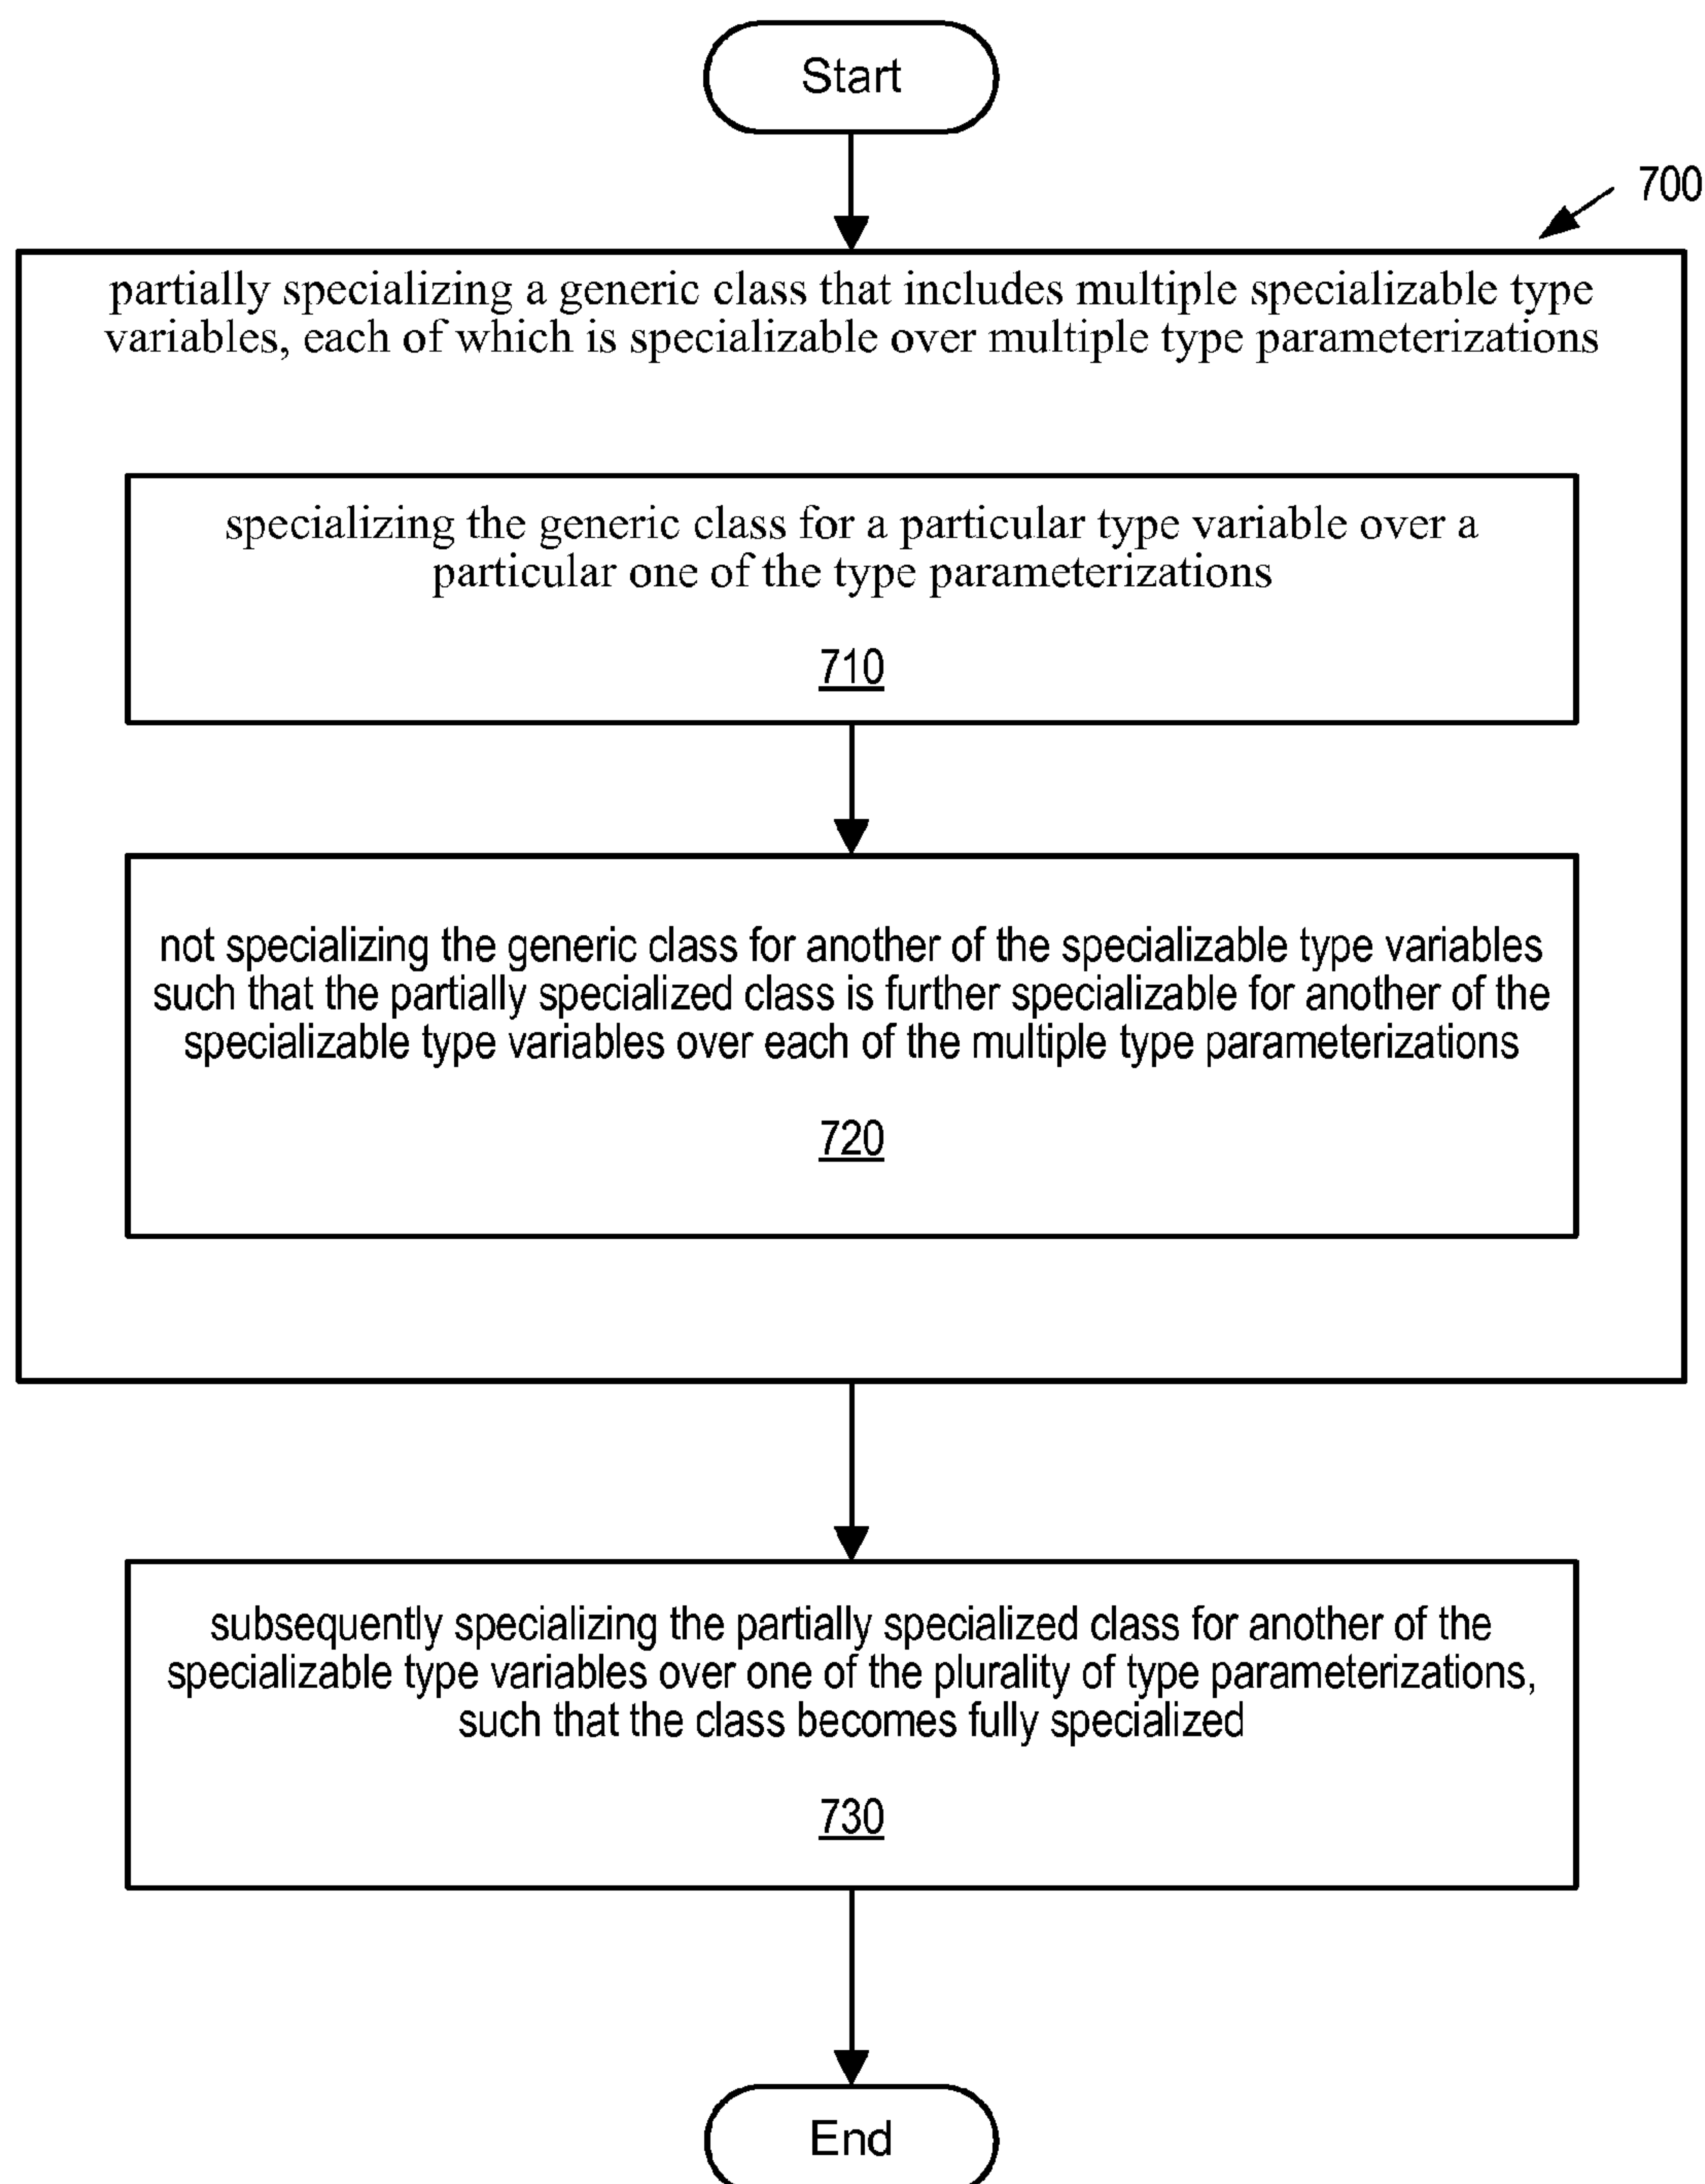 Start
700
partially specializing a generic class that includes multiple specializable type
variables, each of which is specializable over multiple type parameterizations
specializing the generic class for a particular type variable over a
particular one of the type parameterizations
710
not specializing the generic class for another of the specializable type variables
such that the partially specialized class is further specializable for another of the
specializable type variables over each of the multiple type parameterizations
720
subsequently specializing the partially specialized class for another of the
specializable type variables over one of the plurality of type parameterizations,
such that the class becomes fully specialized
730
End